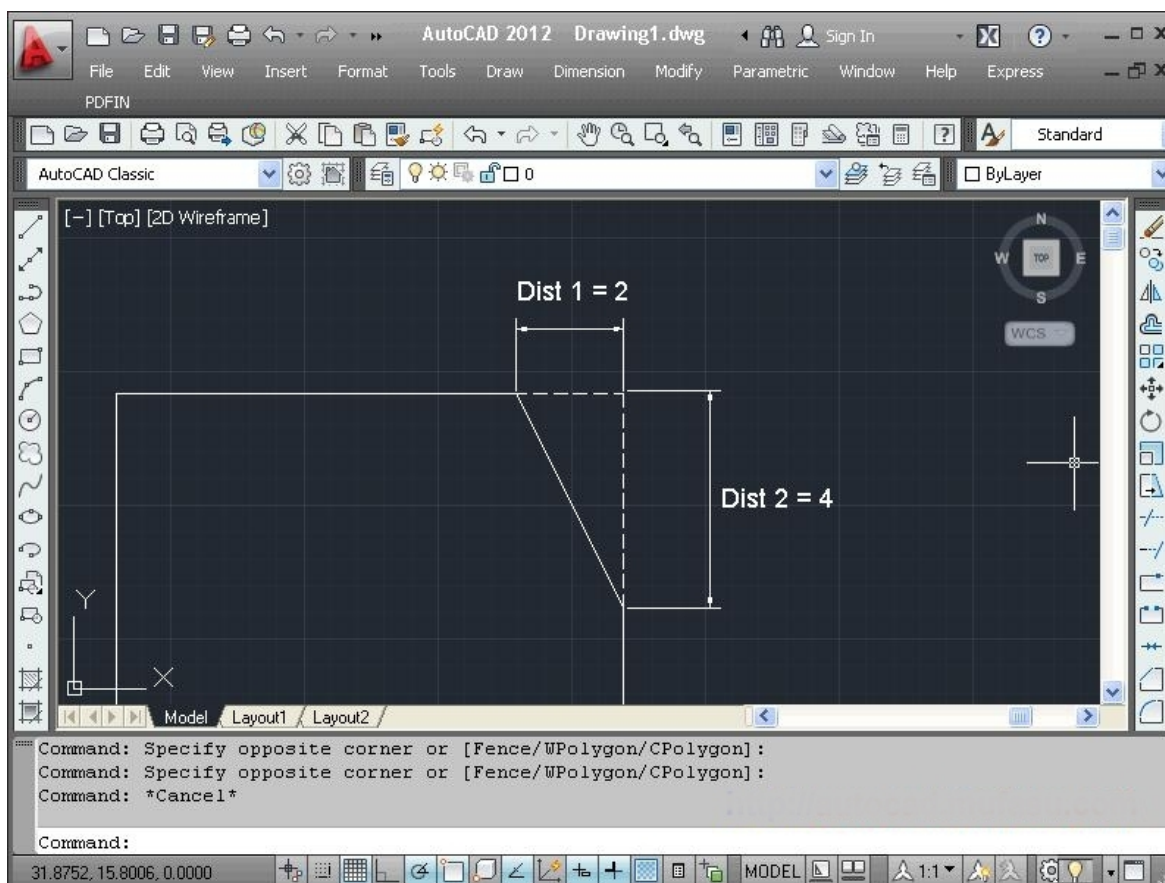 AutoCAD 2012 Drawing1.dwg Sign In
File Edit View Insert Format Tools Draw Dimension Modify Parametric Window Help Express
PDFIN
Standard
AutoCAD Classic 0 ByLayer
[−] [Top] [2D Wireframe]
N
W TOP E
S
WCS
Dist 1 = 2
Dist 2 = 4
Y
X
Model Layout1 Layout2
Command: Specify opposite corner or [Fence/WPolygon/CPolygon]:
Command: Specify opposite corner or [Fence/WPolygon/CPolygon]:
Command: *Cancel*
Command:
31.8752, 15.8006, 0.0000 MODEL 1:1